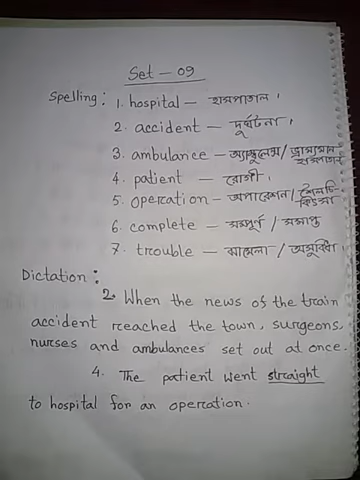 Set - 09
Spelling : 1. hospital — হাসপাতাল ।
2. accident — দূর্ঘটনা ।
3. ambulance — অ্যাম্বুলেন্স / ভ্রাম্যমান হাসপাতাল
4. patient — রোগী ।
5. operation — অপারেশন / শৈলচিকিৎসা
6. complete — সম্পূর্ণ / সমাপ্ত
7. trouble — ঝামেলা / অসুবিধা
Dictation :
2. When the news of the train
accident reached the town, surgeons,
nurses and ambulances set out at once.
4. The patient went straight
to hospital for an operation.